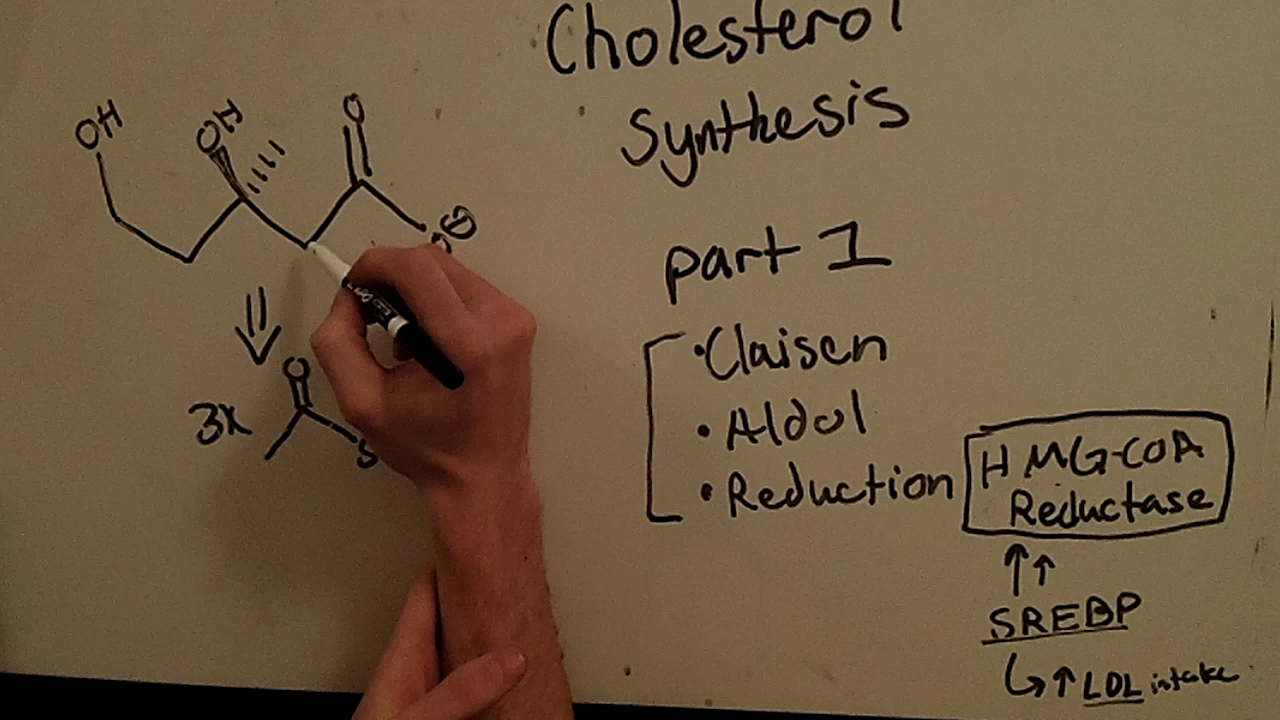 Cholesterol
Synthesis
part 1
• Claisen
• Aldol
• Reduction
HMG-COA
Reductase
↑↑
SREBP
↳↑ LDL intake
OH
OH
O
O⊖
3x
O
S